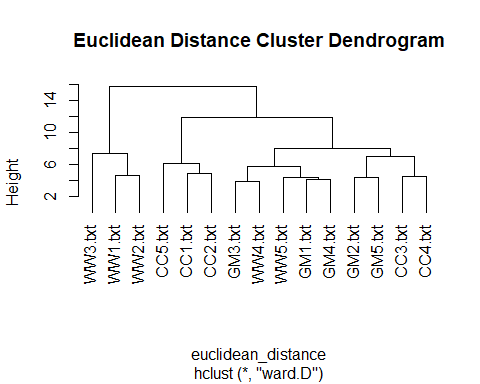 Euclidean Distance Cluster Dendrogram
Height
14
10
6
2
WW3.txt
WW1.txt
WW2.txt
CC5.txt
CC1.txt
CC2.txt
GM3.txt
WW4.txt
WW5.txt
GM1.txt
GM4.txt
GM2.txt
GM5.txt
CC3.txt
CC4.txt
euclidean_distance
hclust (*, "ward.D")